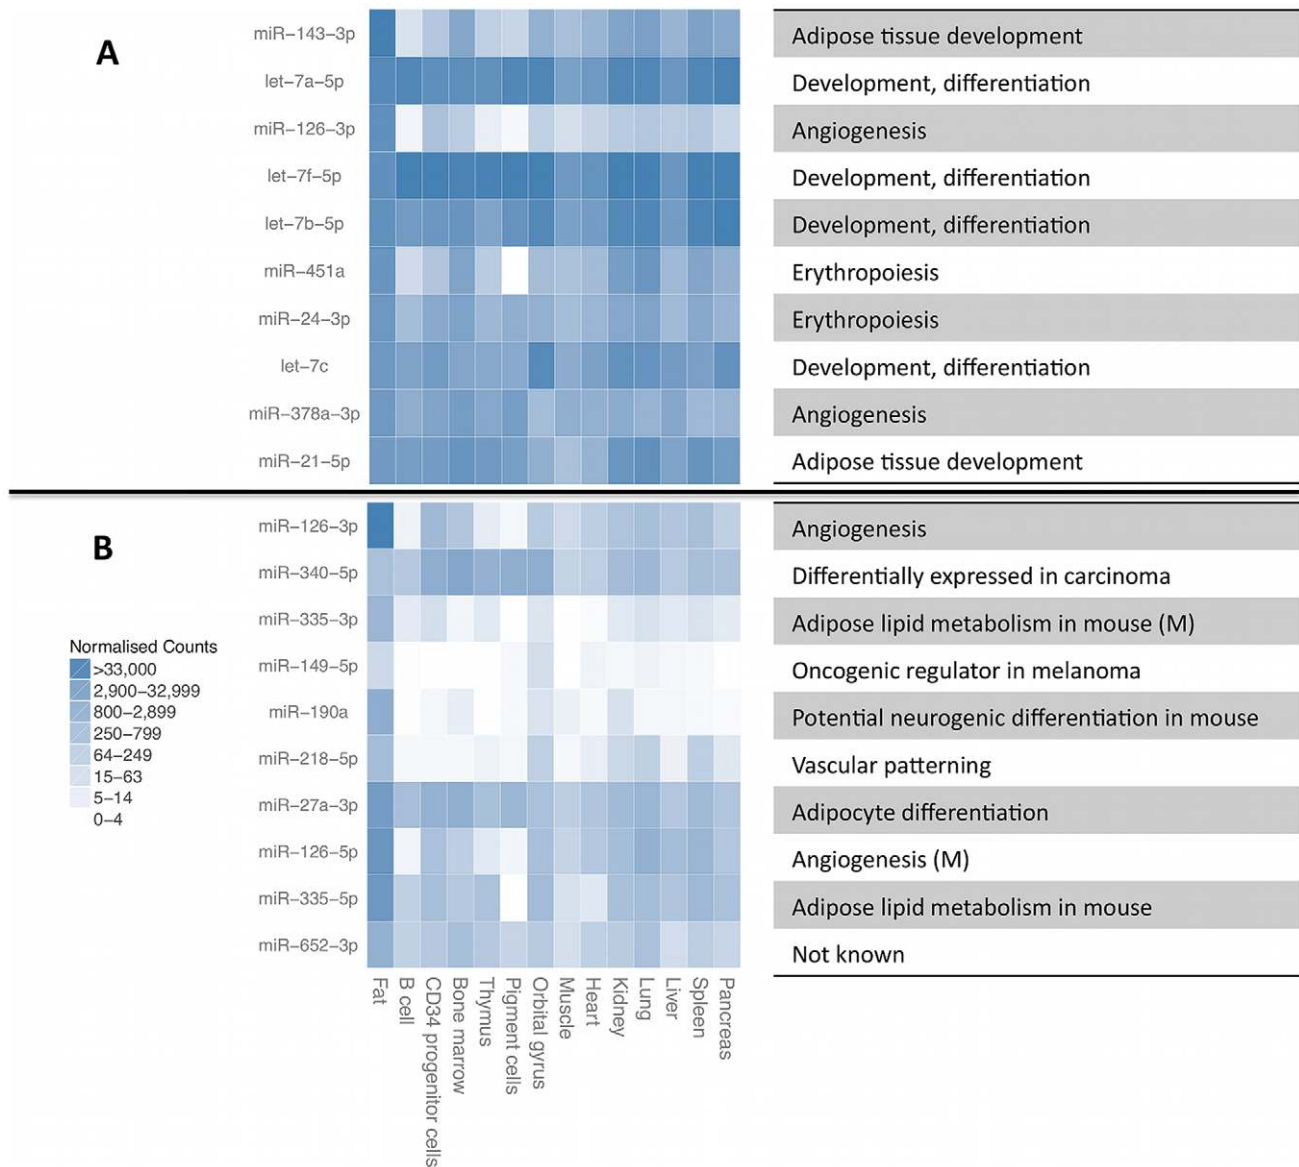 A
miR-143-3p Adipose tissue development
let-7a-5p Development, differentiation
miR-126-3p Angiogenesis
let-7f-5p Development, differentiation
let-7b-5p Development, differentiation
miR-451a Erythropoiesis
miR-24-3p Erythropoiesis
let-7c Development, differentiation
miR-378a-3p Angiogenesis
miR-21-5p Adipose tissue development
B
miR-126-3p Angiogenesis
miR-340-5p Differentially expressed in carcinoma
miR-335-3p Adipose lipid metabolism in mouse (M)
miR-149-5p Oncogenic regulator in melanoma
miR-190a Potential neurogenic differentiation in mouse
miR-218-5p Vascular patterning
miR-27a-3p Adipocyte differentiation
miR-126-5p Angiogenesis (M)
miR-335-5p Adipose lipid metabolism in mouse
miR-652-3p Not known
Normalised Counts
>33,000
2,900-32,999
800-2,899
250-799
64-249
15-63
5-14
0-4
Fat
B cell
CD34 progenitor cells
Bone marrow
Thymus
Pigment cells
Orbital gyrus
Muscle
Heart
Kidney
Lung
Liver
Spleen
Pancreas